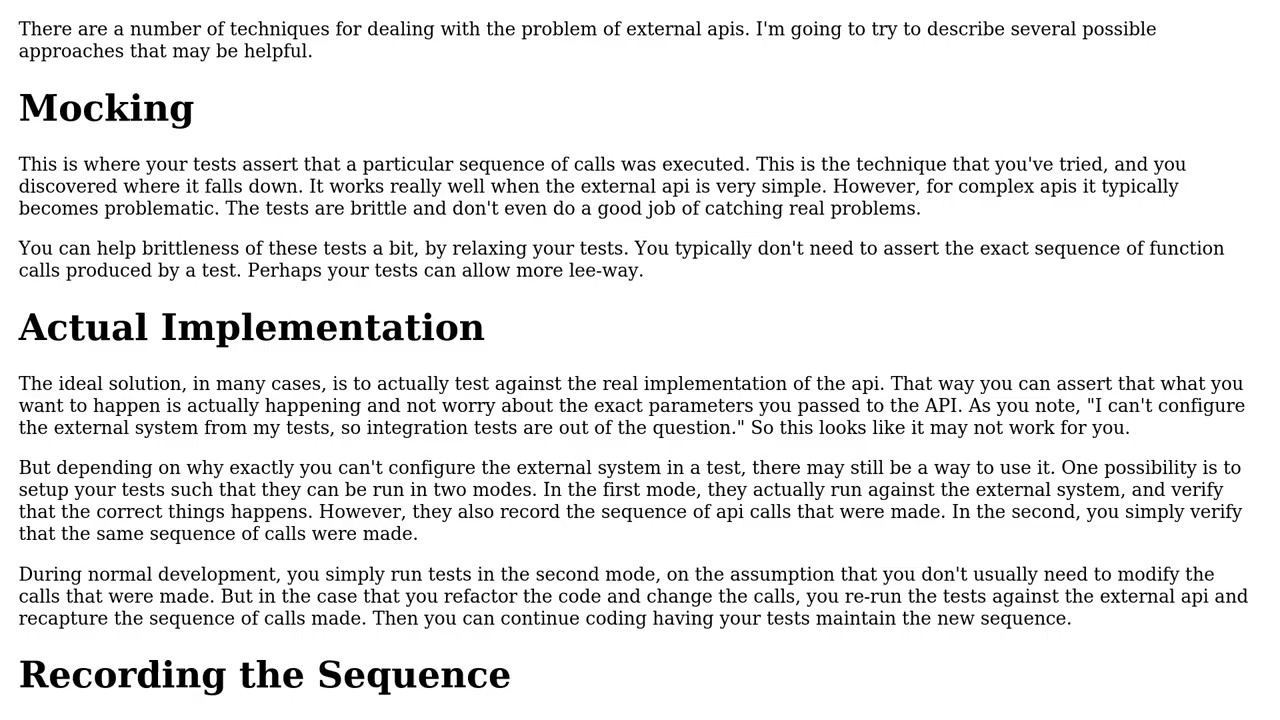 There are a number of techniques for dealing with the problem of external apis. I'm going to try to describe several possible
approaches that may be helpful.
Mocking
This is where your tests assert that a particular sequence of calls was executed. This is the technique that you've tried, and you
discovered where it falls down. It works really well when the external api is very simple. However, for complex apis it typically
becomes problematic. The tests are brittle and don't even do a good job of catching real problems.
You can help brittleness of these tests a bit, by relaxing your tests. You typically don't need to assert the exact sequence of function
calls produced by a test. Perhaps your tests can allow more lee-way.
Actual Implementation
The ideal solution, in many cases, is to actually test against the real implementation of the api. That way you can assert that what you
want to happen is actually happening and not worry about the exact parameters you passed to the API. As you note, "I can't configure
the external system from my tests, so integration tests are out of the question." So this looks like it may not work for you.
But depending on why exactly you can't configure the external system in a test, there may still be a way to use it. One possibility is to
setup your tests such that they can be run in two modes. In the first mode, they actually run against the external system, and verify
that the correct things happens. However, they also record the sequence of api calls that were made. In the second, you simply verify
that the same sequence of calls were made.
During normal development, you simply run tests in the second mode, on the assumption that you don't usually need to modify the
calls that were made. But in the case that you refactor the code and change the calls, you re-run the tests against the external api and
recapture the sequence of calls made. Then you can continue coding having your tests maintain the new sequence.
Recording the Sequence